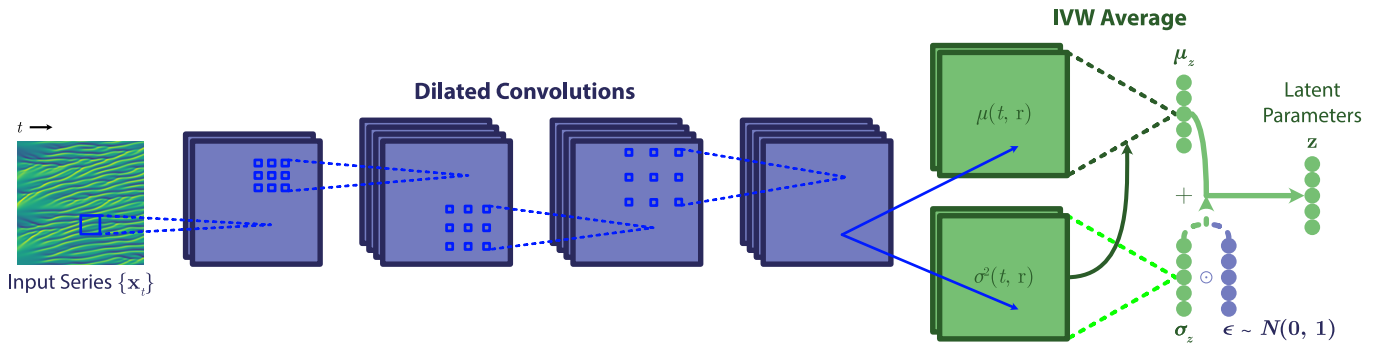 IVW Average
Dilated Convolutions
t →
Input Series {x_t}
μ(t, r)
σ²(t, r)
μ_z
+
σ_z
⊙
ϵ ~ N(0, 1)
Latent
Parameters
z